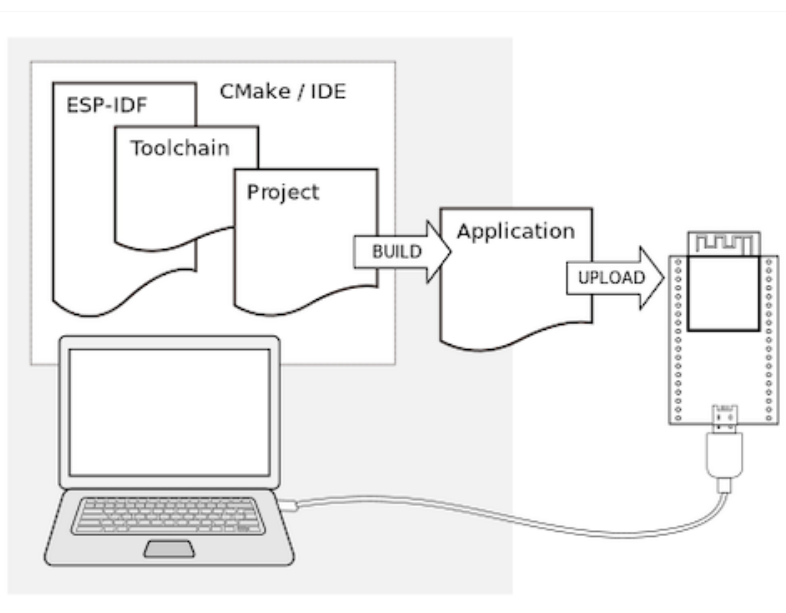 ESP-IDF
CMake / IDE
Toolchain
Project
BUILD
Application
UPLOAD